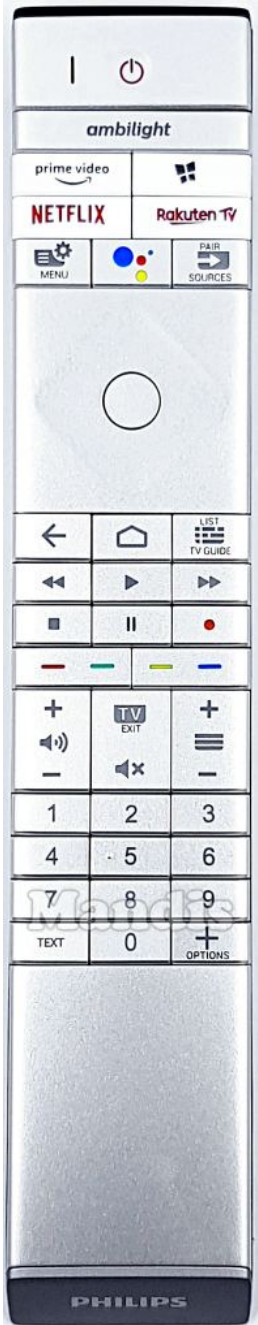 ambilight
prime video
NETFLIX Rakuten TV
MENU PAIR SOURCES
LIST
TV GUIDE
TV
EXIT
1 2 3
4 5 6
7 8 9
Mandis
TEXT 0 OPTIONS
PHILIPS